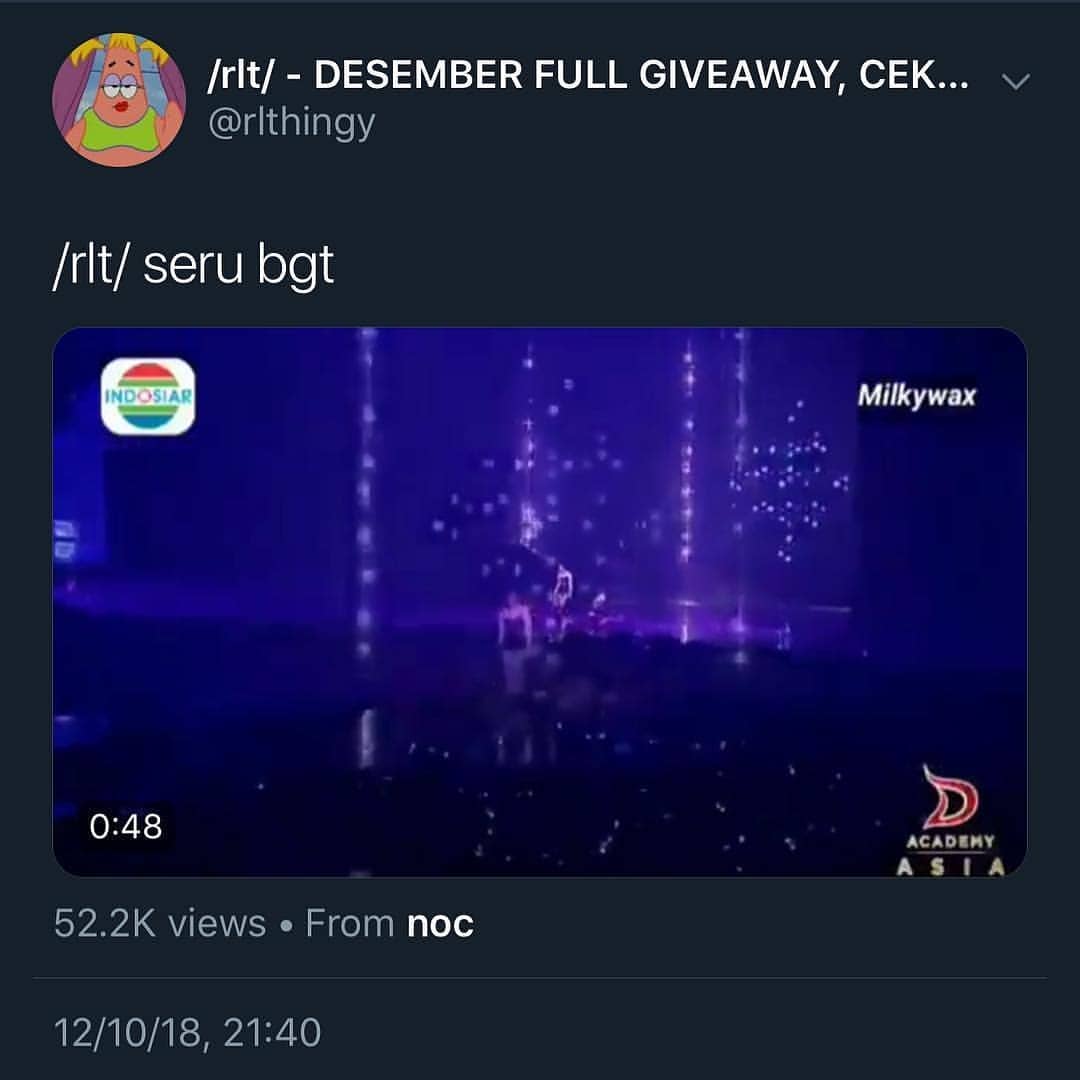 /rlt/ - DESEMBER FULL GIVEAWAY, CEK...
@rlthingy
/rlt/ seru bgt
INDOSIAR
Milkywax
0:48
D
ACADEMY
ASIA
52.2K views • From noc
12/10/18, 21:40